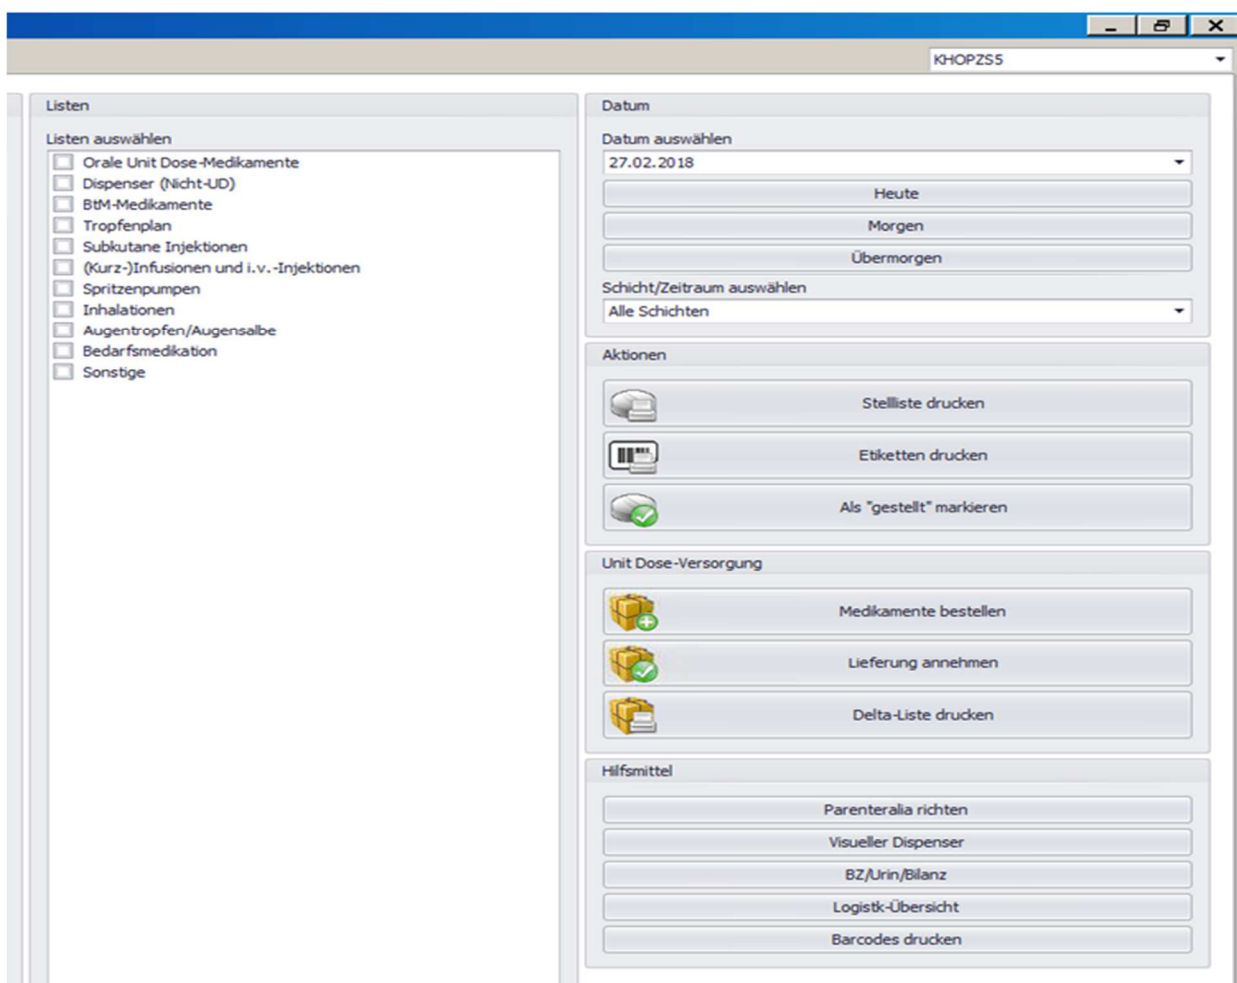 KHOPZS5
Listen
Listen auswählen
Orale Unit Dose-Medikamente
Dispenser (Nicht-UD)
BtM-Medikamente
Tropfenplan
Subkutane Injektionen
(Kurz-)Infusionen und i.v.-Injektionen
Spritzenpumpen
Inhalationen
Augentropfen/Augensalbe
Bedarfsmedikation
Sonstige
Datum
Datum auswählen
27.02.2018
Heute
Morgen
Übermorgen
Schicht/Zeitraum auswählen
Alle Schichten
Aktionen
Stellliste drucken
Etiketten drucken
Als "gestellt" markieren
Unit Dose-Versorgung
Medikamente bestellen
Lieferung annehmen
Delta-Liste drucken
Hilfsmittel
Parenteralia richten
Visueller Dispenser
BZ/Urin/Bilanz
Logistk-Übersicht
Barcodes drucken